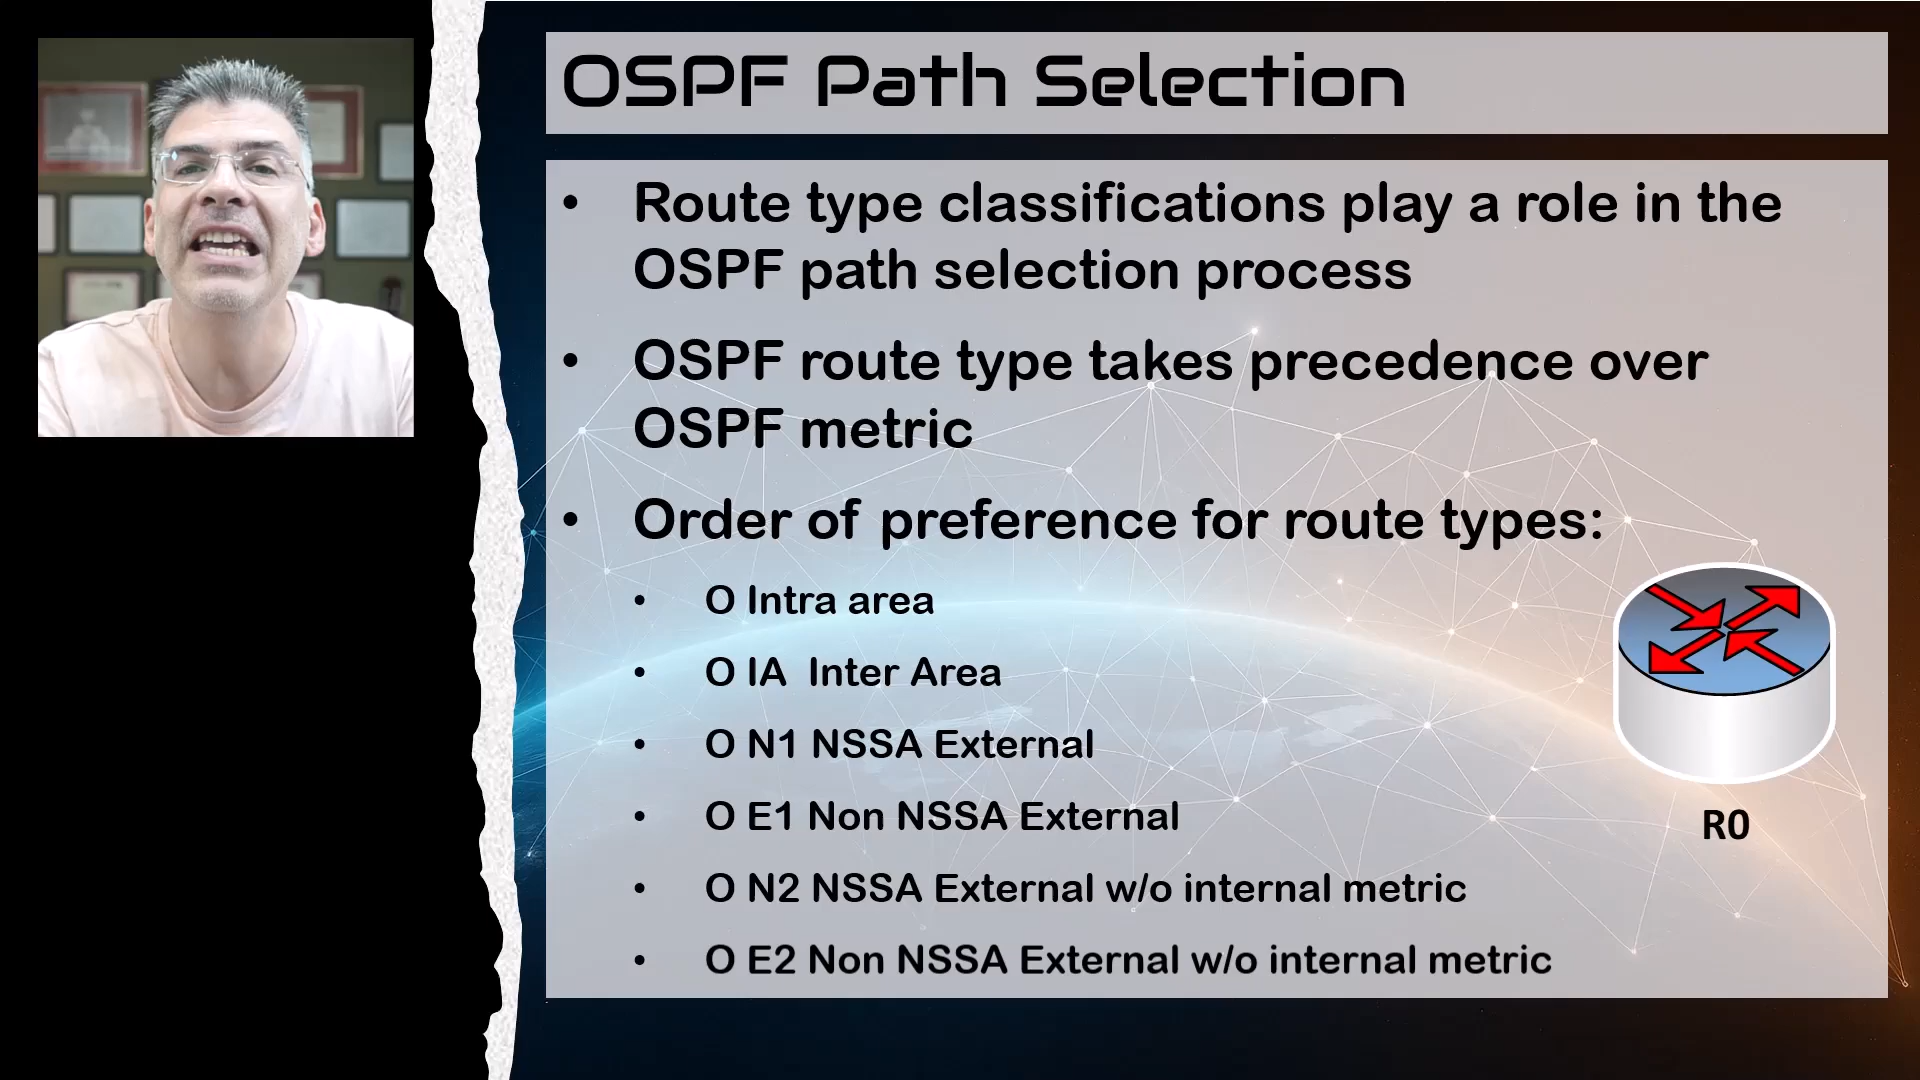 OSPF Path Selection
• Route type classifications play a role in the
OSPF path selection process
• OSPF route type takes precedence over
OSPF metric
• Order of preference for route types:
• O Intra area
• O IA  Inter Area
• O N1 NSSA External
• O E1 Non NSSA External
• O N2 NSSA External w/o internal metric
• O E2 Non NSSA External w/o internal metric
R0